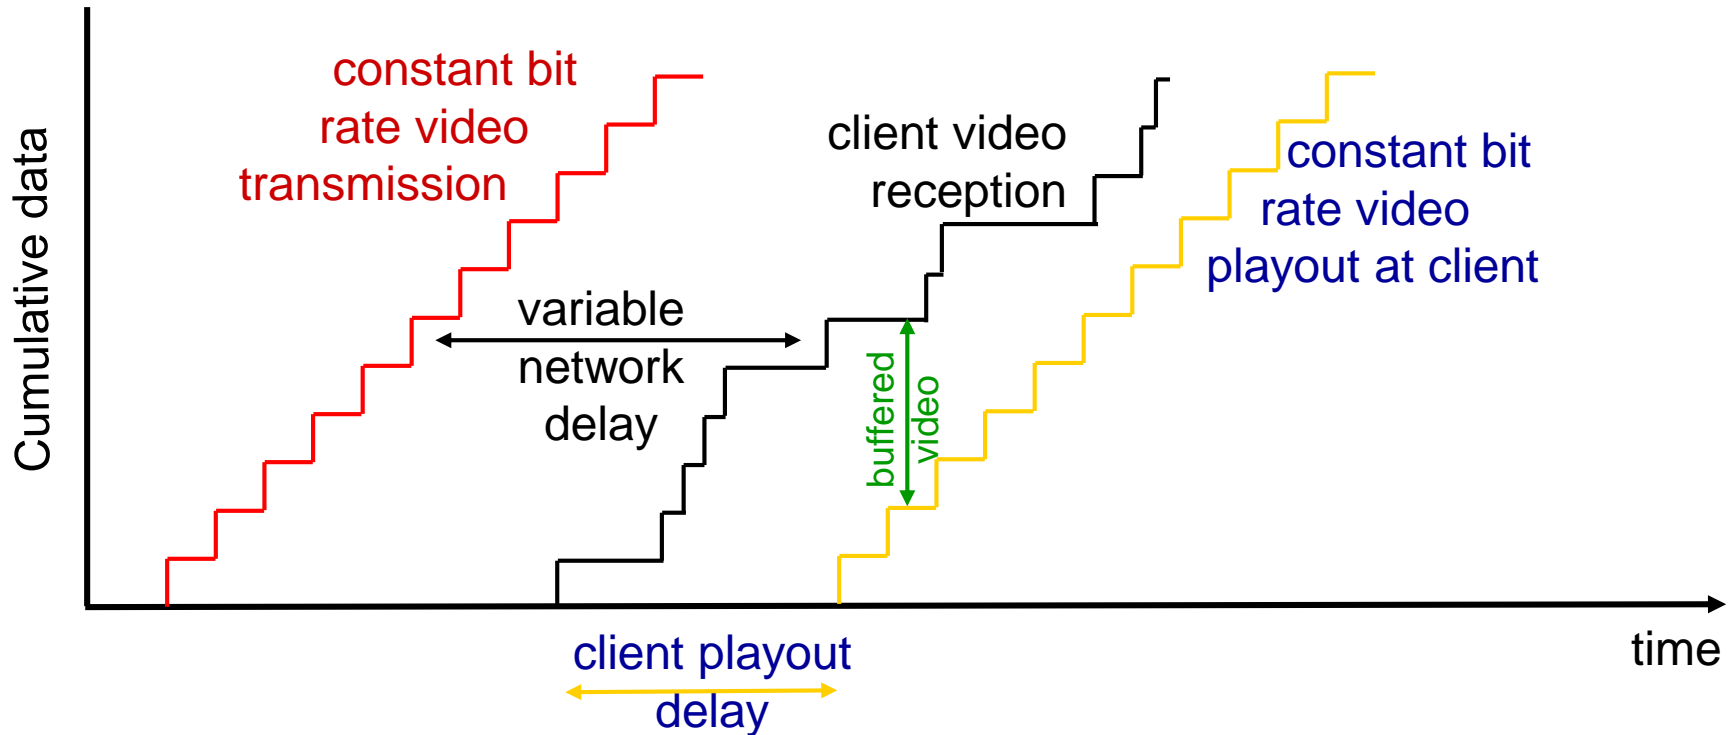 Cumulative data
constant bit
rate video
transmission
variable
network
delay
client video
reception
buffered
video
constant bit
rate video
playout at client
time
client playout
delay